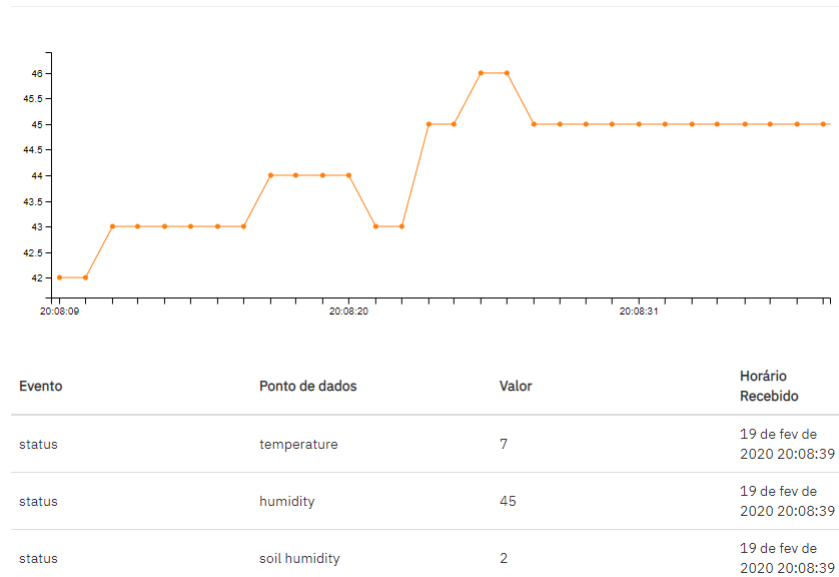 46
45.5
45
44.5
44
43.5
43
42.5
42
20:08:09 20:08:20 20:08:31
Evento Ponto de dados Valor Horário Recebido
status temperature 7 19 de fev de 2020 20:08:39
status humidity 45 19 de fev de 2020 20:08:39
status soil humidity 2 19 de fev de 2020 20:08:39